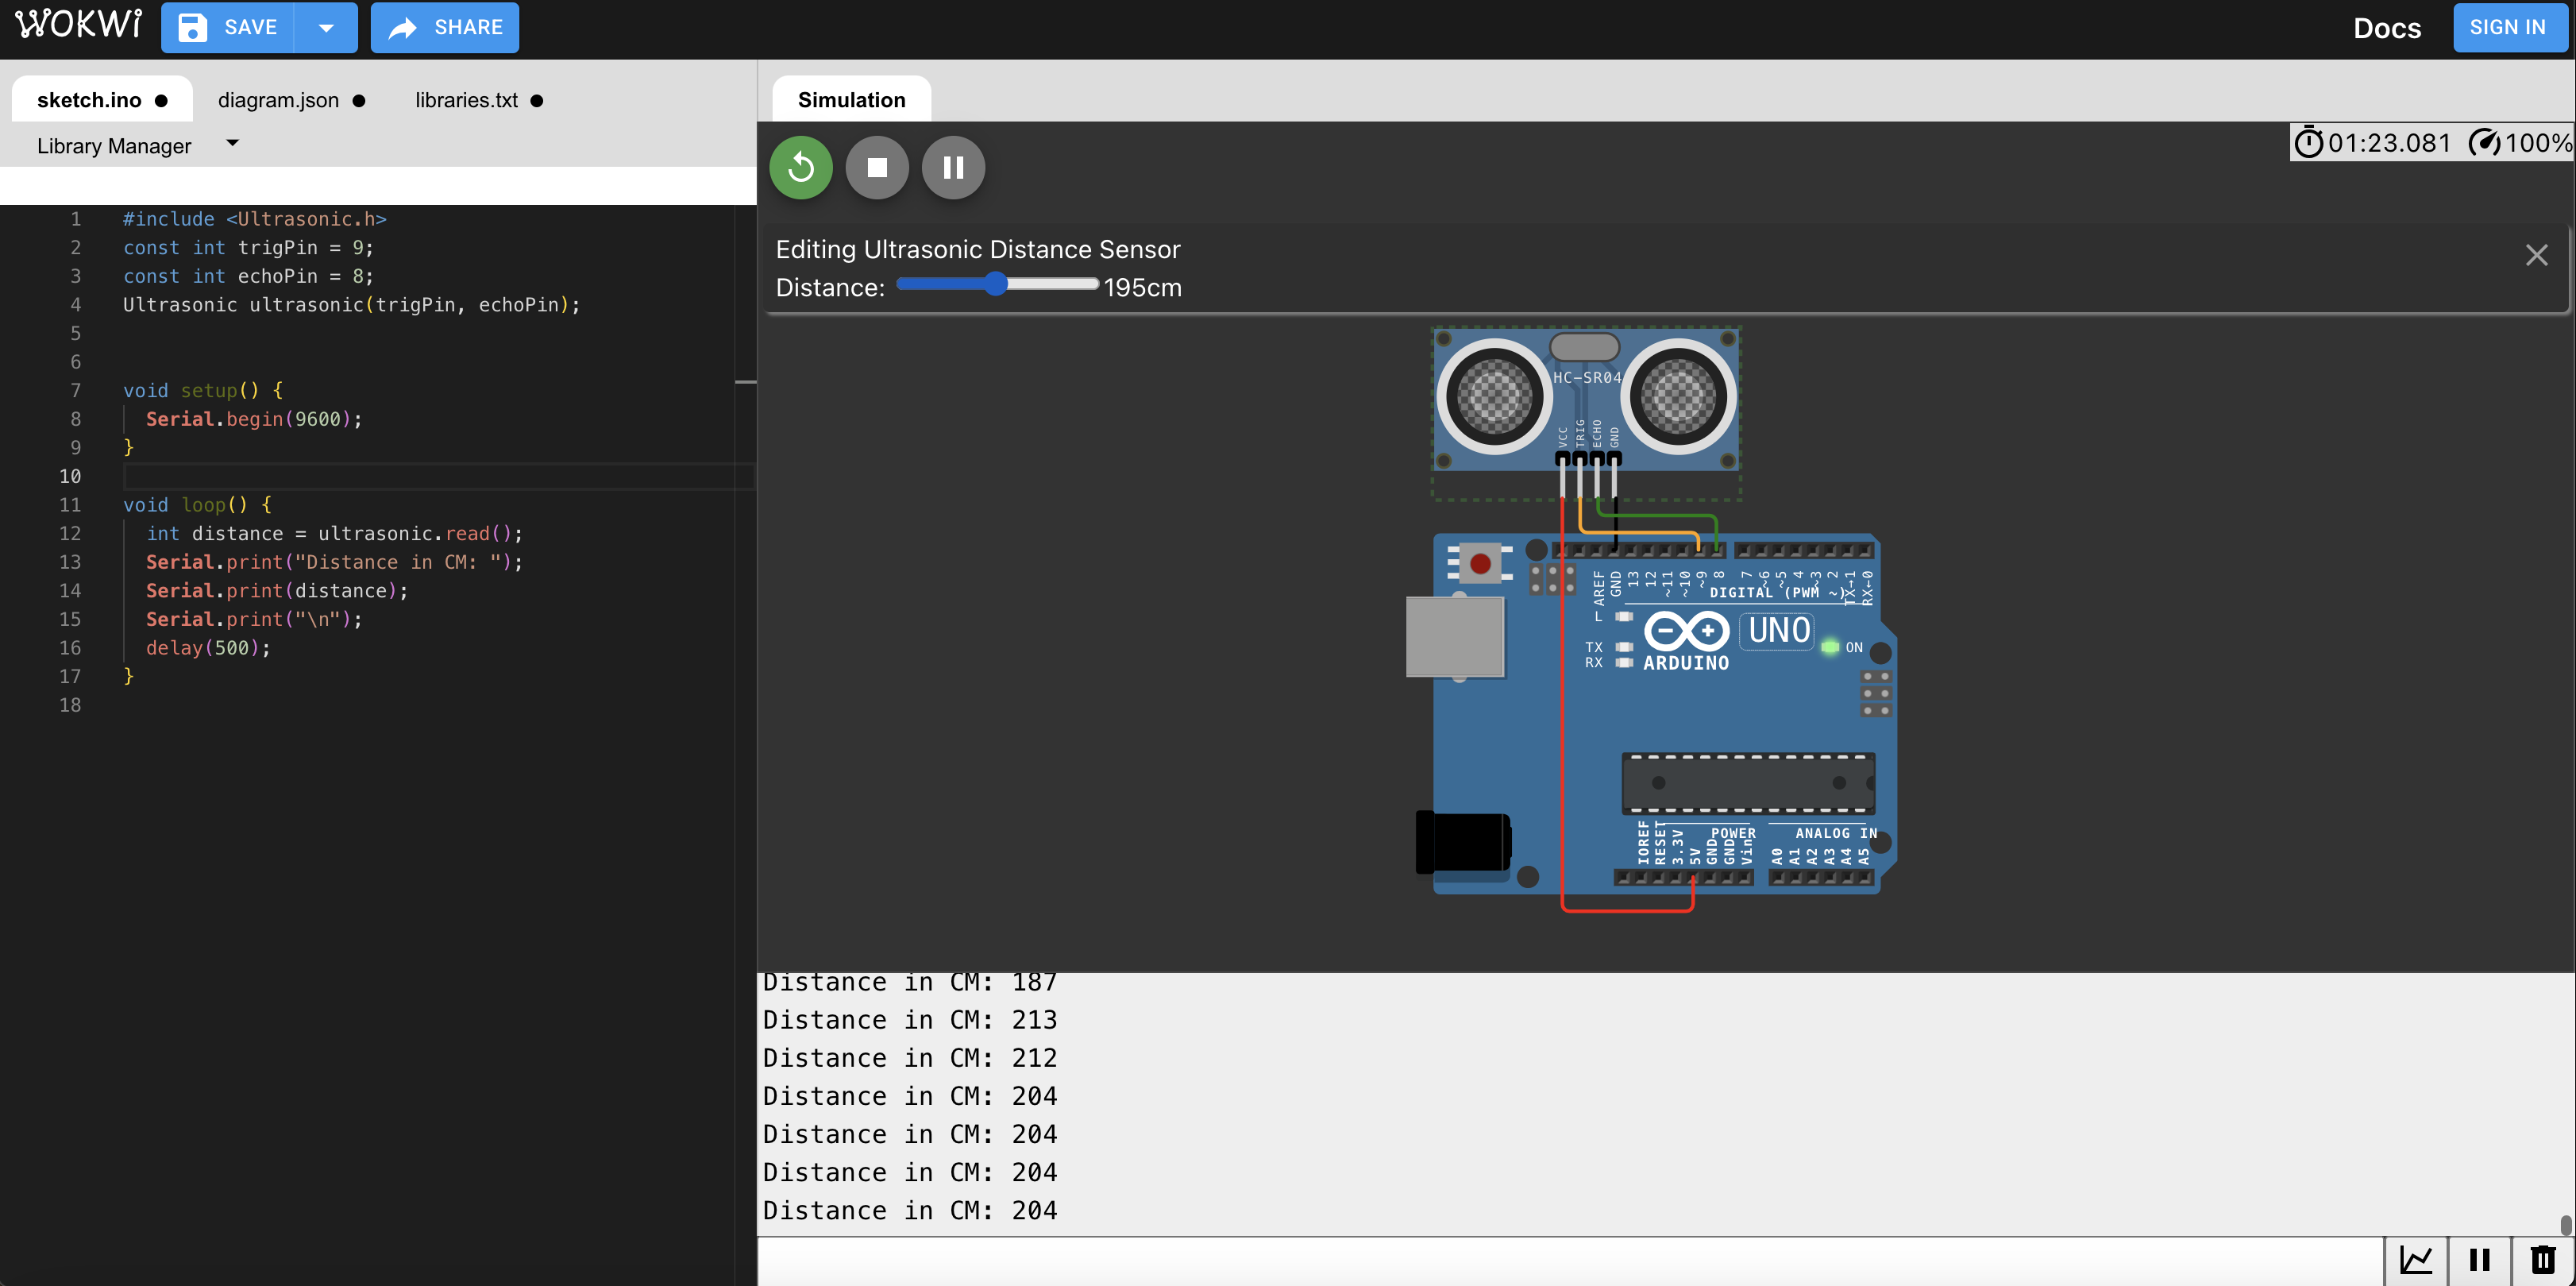 WOKWi SAVE SHARE Docs SIGN IN
sketch.ino ● diagram.json ● libraries.txt ●
Library Manager
Simulation
01:23.081 100%
1 #include <Ultrasonic.h>
2 const int trigPin = 9;
3 const int echoPin = 8;
4 Ultrasonic ultrasonic(trigPin, echoPin);
5
6
7 void setup() {
8 Serial.begin(9600);
9 }
10
11 void loop() {
12 int distance = ultrasonic.read();
13 Serial.print("Distance in CM: ");
14 Serial.print(distance);
15 Serial.print("\n");
16 delay(500);
17 }
18
Editing Ultrasonic Distance Sensor
Distance: 195cm
HC-SR04
VCC TRIG ECHO GND
AREF GND 13 12 ~11 ~10 ~9 8 7 ~6 ~5 4 ~3 2 TX→1 RX←0
DIGITAL (PWM ~)
L
TX
RX
UNO
ARDUINO
ON
IOREF RESET 3.3V 5V GND GND Vin A0 A1 A2 A3 A4 A5
POWER ANALOG IN
Distance in CM: 187
Distance in CM: 213
Distance in CM: 212
Distance in CM: 204
Distance in CM: 204
Distance in CM: 204
Distance in CM: 204